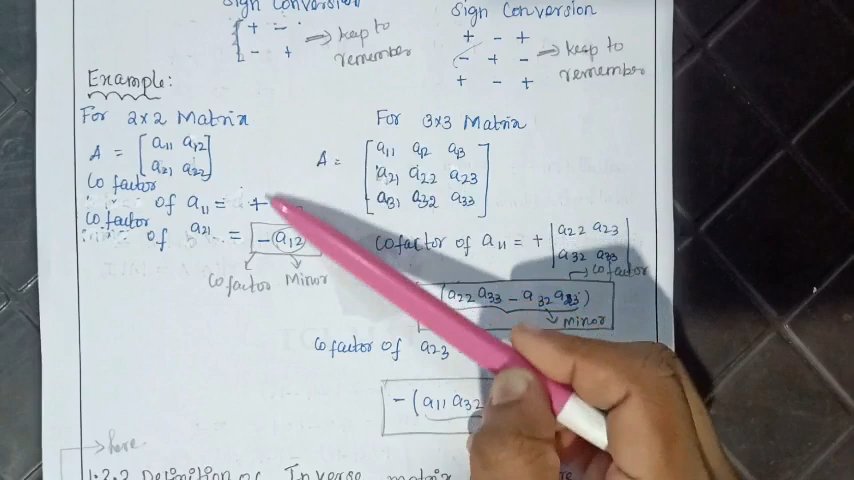 Sign Conversion
+ -
- + => keep to
remember
Sign Conversion
+ - +
- + - => keep to
+ - + remember
Example:
For 2x2 Matrix
A = [a11 a12
a21 a22]
Cofactor
of a11 = +
Cofactor
of a21 = -a12
Cofactor Minor
For 3x3 Matrix
A = [a11 a12 a13
a21 a22 a23
a31 a32 a33]
Cofactor of a11 = + |a22 a23
a32 a33|
Cofactor
(a22 a33 - a32 a23)
Minor
Cofactor of a23
-(a11 a32
here.
1.2.2 Definition of Inverse matrix